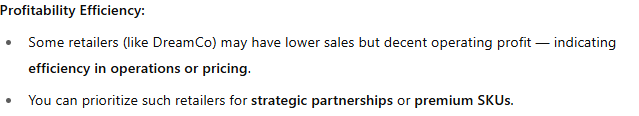 Profitability Efficiency:
• Some retailers (like DreamCo) may have lower sales but decent operating profit — indicating
efficiency in operations or pricing.
• You can prioritize such retailers for strategic partnerships or premium SKUs.